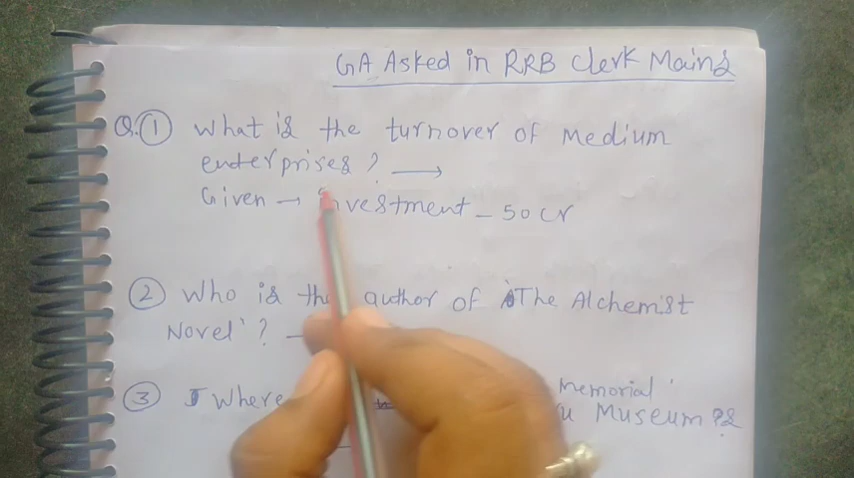 GA Asked in RRB Clerk Mains
Q.① What is the turnover of medium
enterprises? →
Given → Investment - 50 cr
② Who is the author of 'The Alchemist
Novel'? -
③ Where
Memorial
Museum is